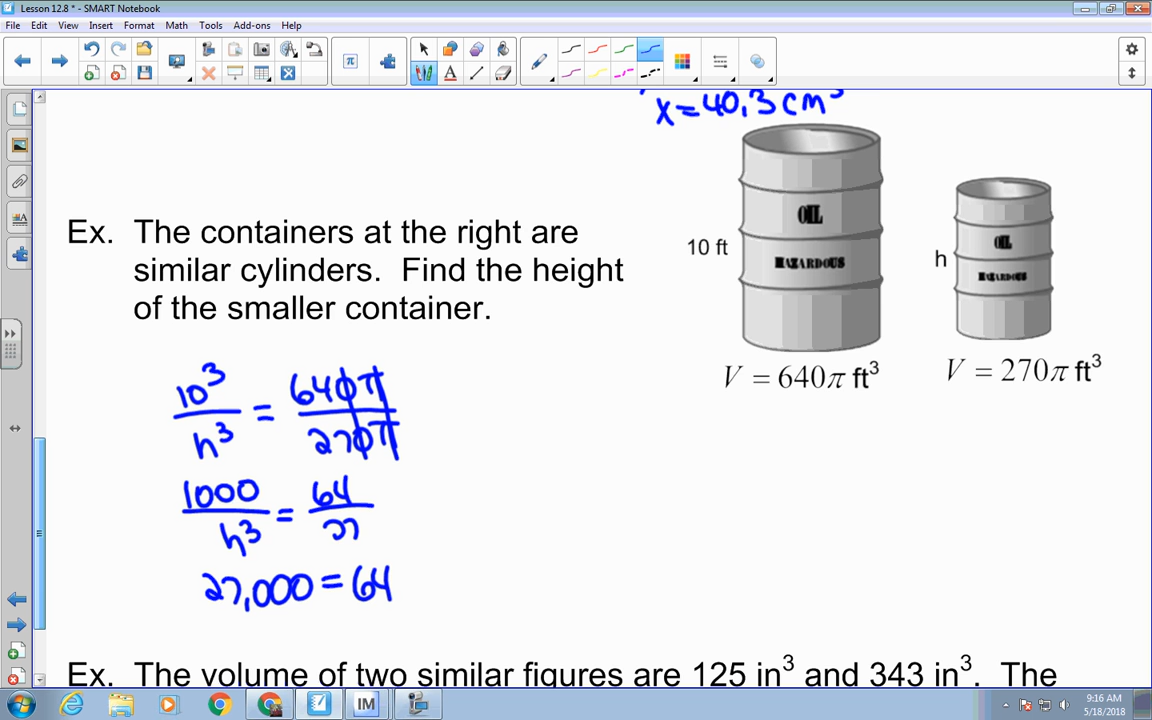 Lesson 12.8 * - SMART Notebook
File Edit View Insert Format Math Tools Add-ons Help
x = 40.3 cm³
Ex. The containers at the right are
similar cylinders. Find the height
of the smaller container.
10 ft
OIL
HAZARDOUS
h
OIL
HAZARDOUS
V = 640π ft³
V = 270π ft³
10³/h³ = 640π/270π
1000/h³ = 64/27
27,000 = 64
Ex. The volume of two similar figures are 125 in³ and 343 in³. The
IM
9:16 AM
5/18/2018